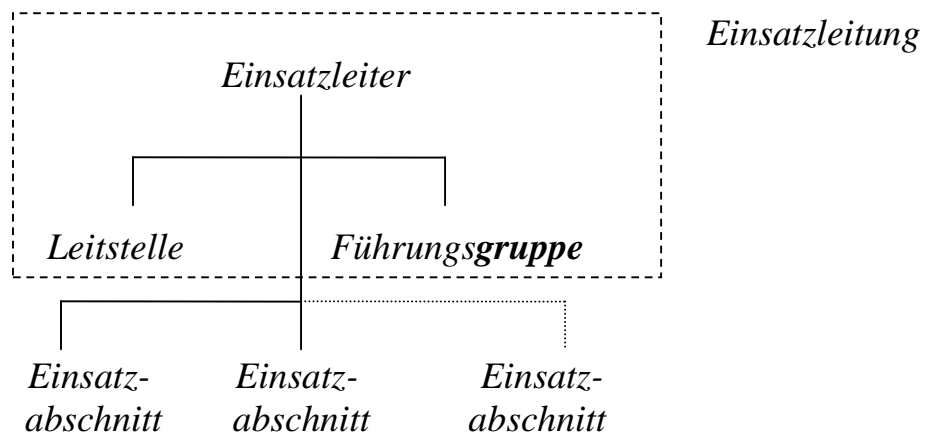 Einsatzleitung
Einsatzleiter
Leitstelle Führungsgruppe
Einsatz- Einsatz- Einsatz-
abschnitt abschnitt abschnitt